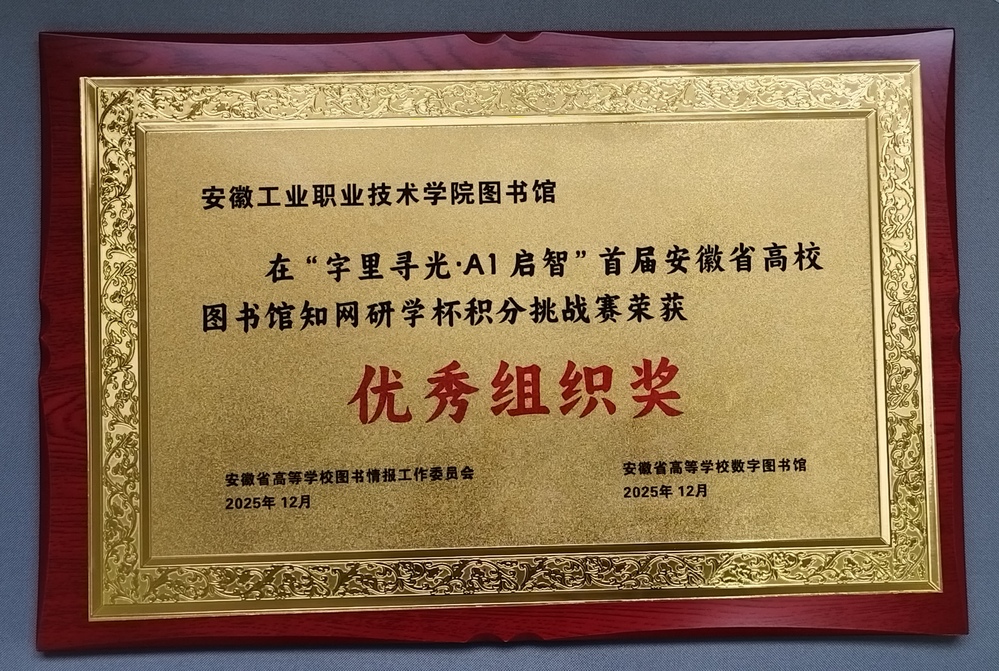 安徽工业职业技术学院图书馆
在“字里寻光·AI启智”首届安徽省高校
图书馆知网研学杯积分挑战赛荣获
优秀组织奖
安徽省高等学校图书情报工作委员会
2025年12月
安徽省高等学校数字图书馆
2025年12月